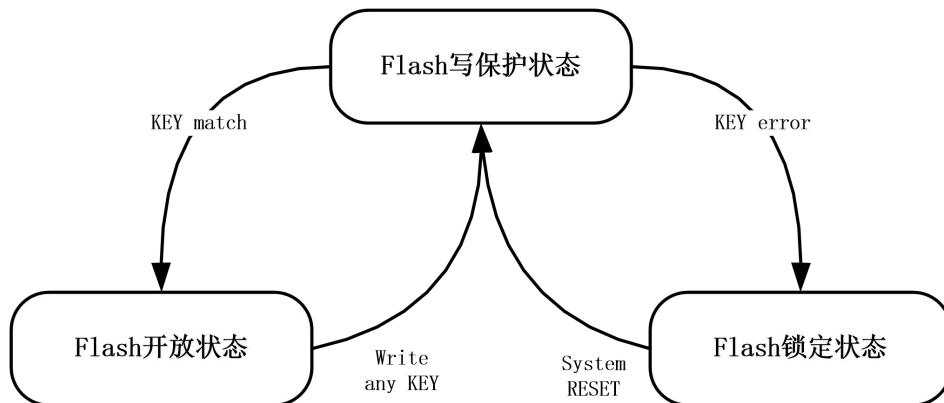 Flash写保护状态
KEY match
KEY error
Flash开放状态
Flash锁定状态
Write
any KEY
System
RESET